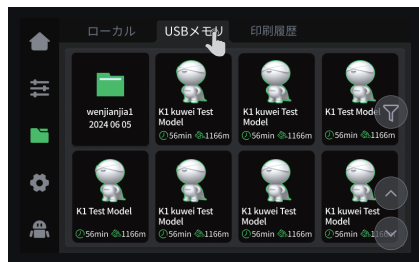 ローカル
USBメモリ
印刷履歴
wenjianjia1
2024 06 05
K1 kuwei Test
Model
56min 1166m
K1 kuwei Test
Model
56min 1166m
K1 Test Model
56min 1166m
K1 Test Model
56min 1166m
K1 kuwei Test
Model
56min 1166m
K1 kuwei Test
Model
56min 1166m
K1 kuwei Test
Model
56min